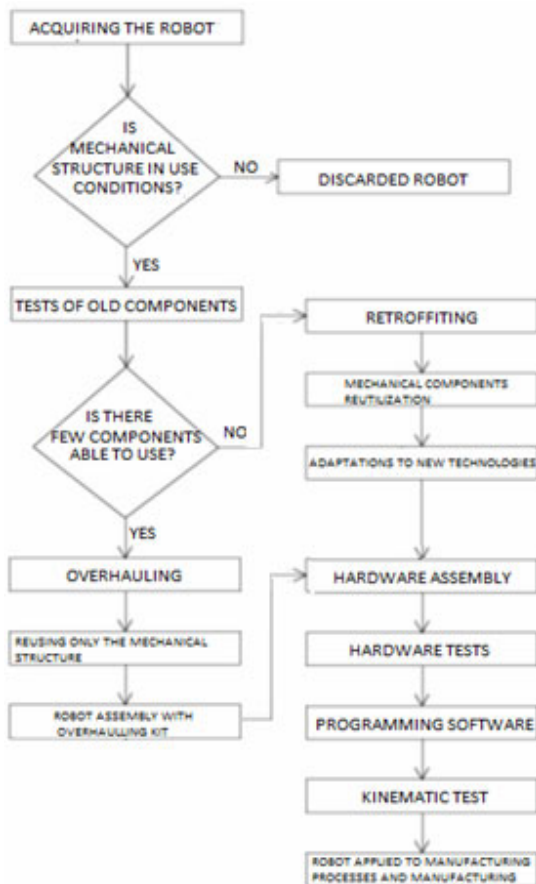 ACQUIRING THE ROBOT
IS
MECHANICAL
STRUCTURE IN USE
CONDITIONS?
NO
DISCARDED ROBOT
YES
TESTS OF OLD COMPONENTS
RETROFFITING
MECHANICAL COMPONENTS
REUTILIZATION
IS THERE
FEW COMPONENTS
ABLE TO USE?
NO
ADAPTATIONS TO NEW TECHNOLOGIES
YES
OVERHAULING
HARDWARE ASSEMBLY
REUSING ONLY THE MECHANICAL
STRUCTURE
HARDWARE TESTS
ROBOT ASSEMBLY WITH
OVERHAULLING KIT
PROGRAMMING SOFTWARE
KINEMATIC TEST
ROBOT APPLIED TO MANUFACTURING
PROCESSES AND MANUFACTURING